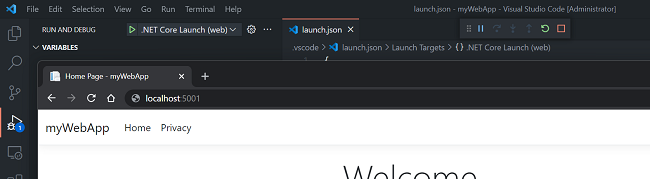 File Edit Selection View Go Run Terminal Help launch.json - myWebApp - Visual Studio Code [Administrator]
RUN AND DEBUG .NET Core Launch (web) launch.json
VARIABLES .vscode > launch.json > Launch Targets > {} .NET Core Launch (web)
{
Home Page - myWebApp
localhost:5001
1
myWebApp Home Privacy
Welcome